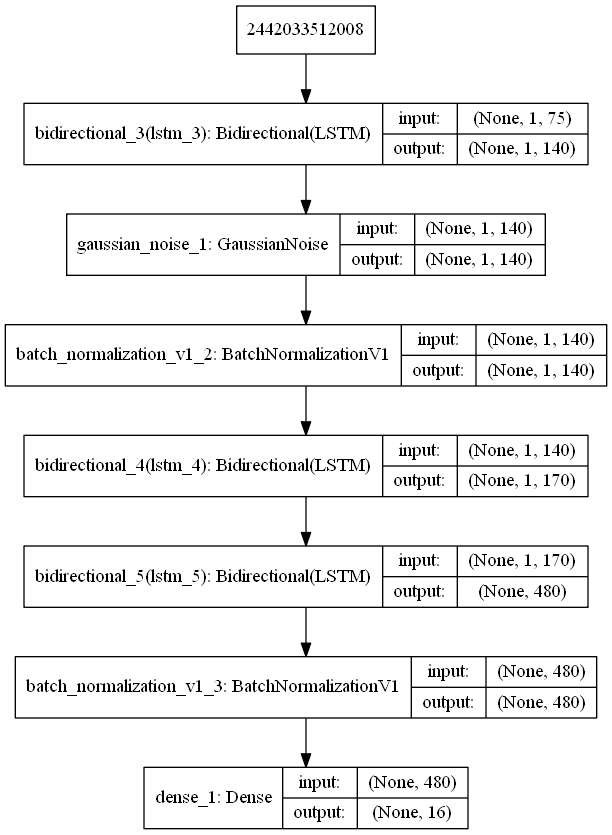 2442033512008
bidirectional_3(lstm_3): Bidirectional(LSTM)
input: (None, 1, 75)
output: (None, 1, 140)
gaussian_noise_1: GaussianNoise
input: (None, 1, 140)
output: (None, 1, 140)
batch_normalization_v1_2: BatchNormalizationV1
input: (None, 1, 140)
output: (None, 1, 140)
bidirectional_4(lstm_4): Bidirectional(LSTM)
input: (None, 1, 140)
output: (None, 1, 170)
bidirectional_5(lstm_5): Bidirectional(LSTM)
input: (None, 1, 170)
output: (None, 480)
batch_normalization_v1_3: BatchNormalizationV1
input: (None, 480)
output: (None, 480)
dense_1: Dense
input: (None, 480)
output: (None, 16)